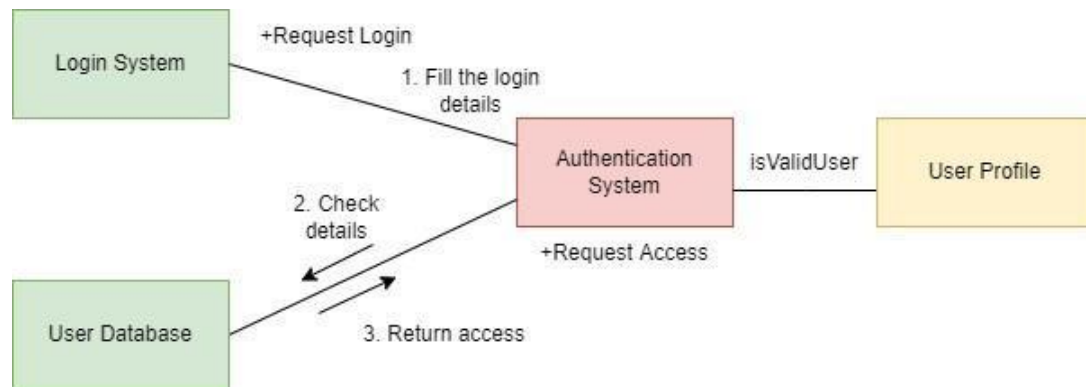 +Request Login
Login System
1. Fill the login
details
Authentication
System
isValidUser
User Profile
2. Check
details
+Request Access
User Database
3. Return access